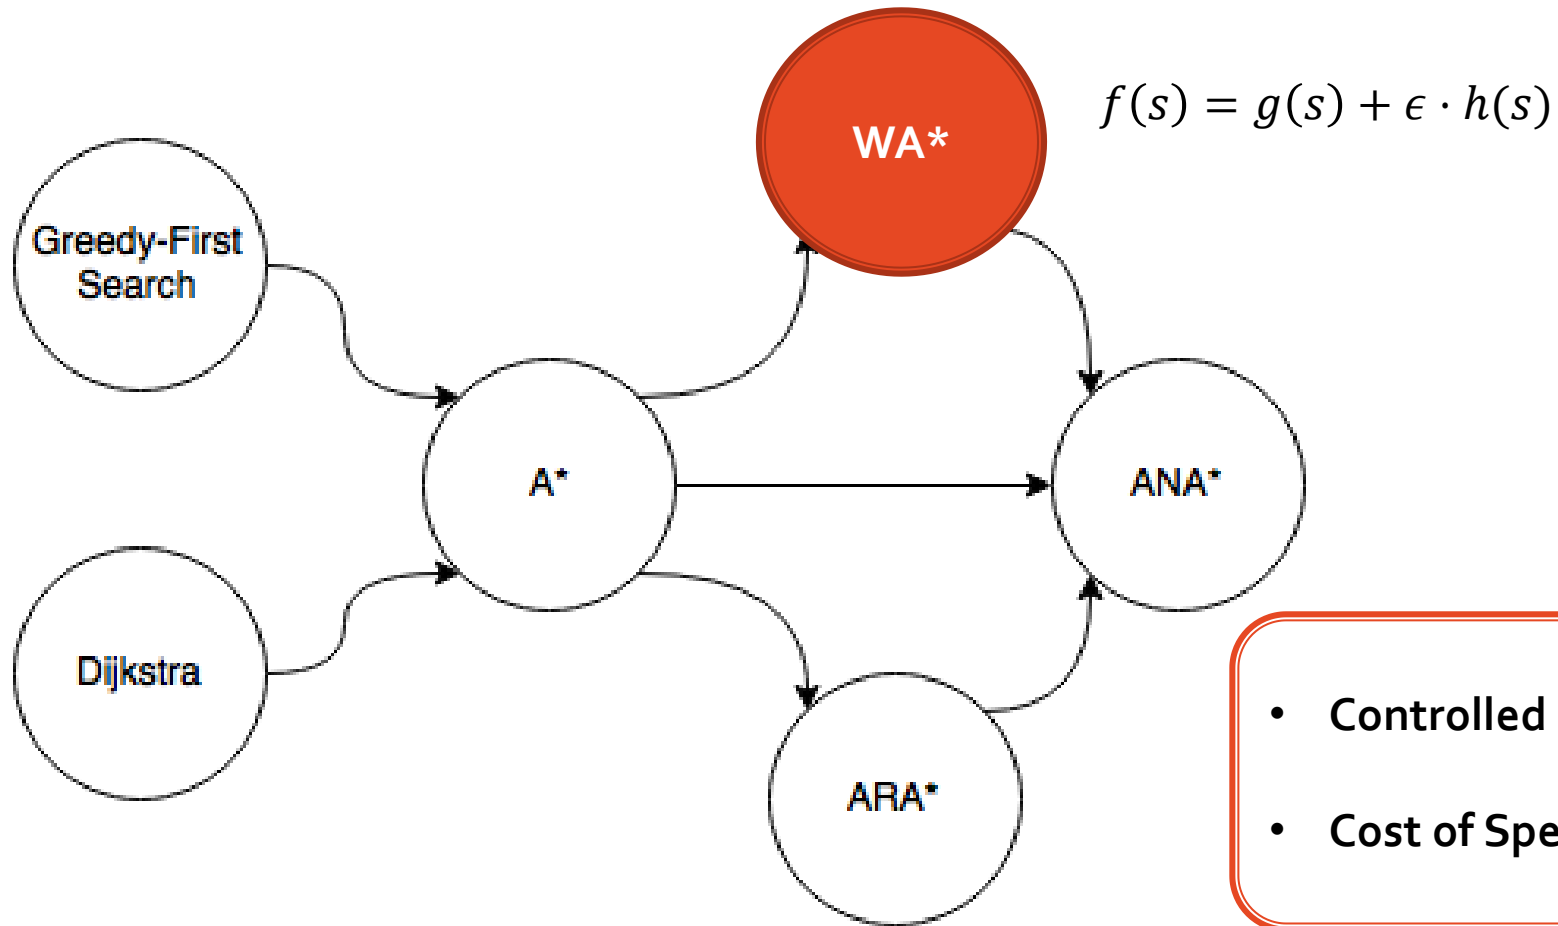 WA*
f(s) = g(s) + ϵ · h(s)
Greedy-First
Search
A*
ANA*
Dijkstra
ARA*
• Controlled
• Cost of Spe